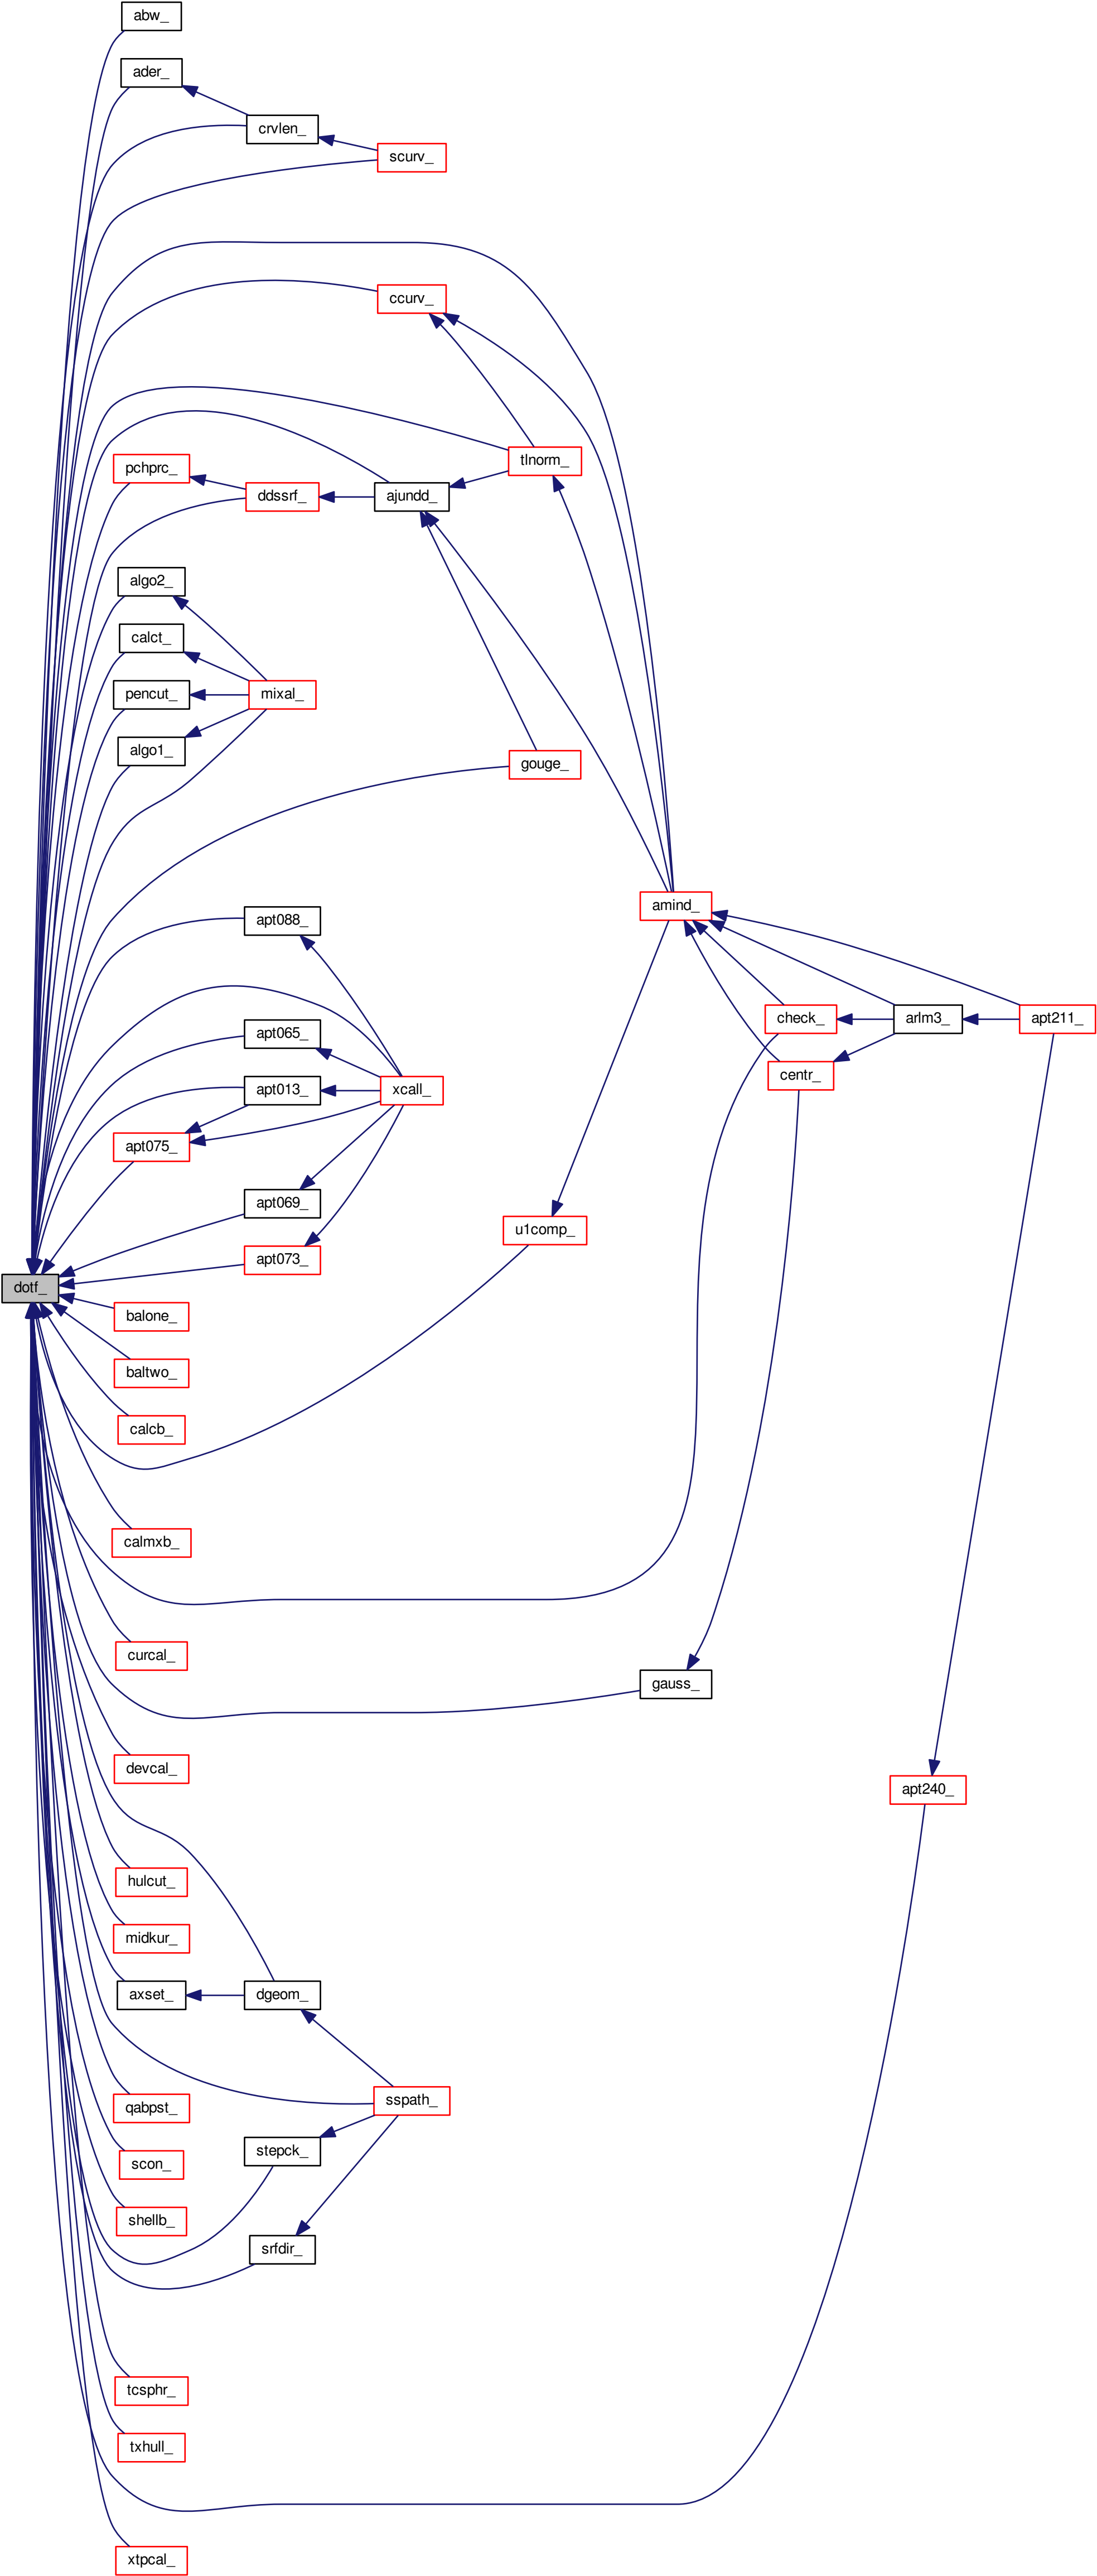 abw_
ader_
crvlen_
scurv_
ccurv_
tlnorm_
pchprc_
ddssrf_
ajundd_
algo2_
calct_
pencut_
mixal_
algo1_
gouge_
amind_
apt088_
check_
arlm3_
apt211_
apt065_
centr_
apt013_
xcall_
apt075_
apt069_
u1comp_
apt073_
dotf_
balone_
baltwo_
calcb_
calmxb_
curcal_
gauss_
devcal_
apt240_
hulcut_
midkur_
axset_
dgeom_
qabpst_
sspath_
stepck_
scon_
shellb_
srfdir_
tcsphr_
txhull_
xtpcal_